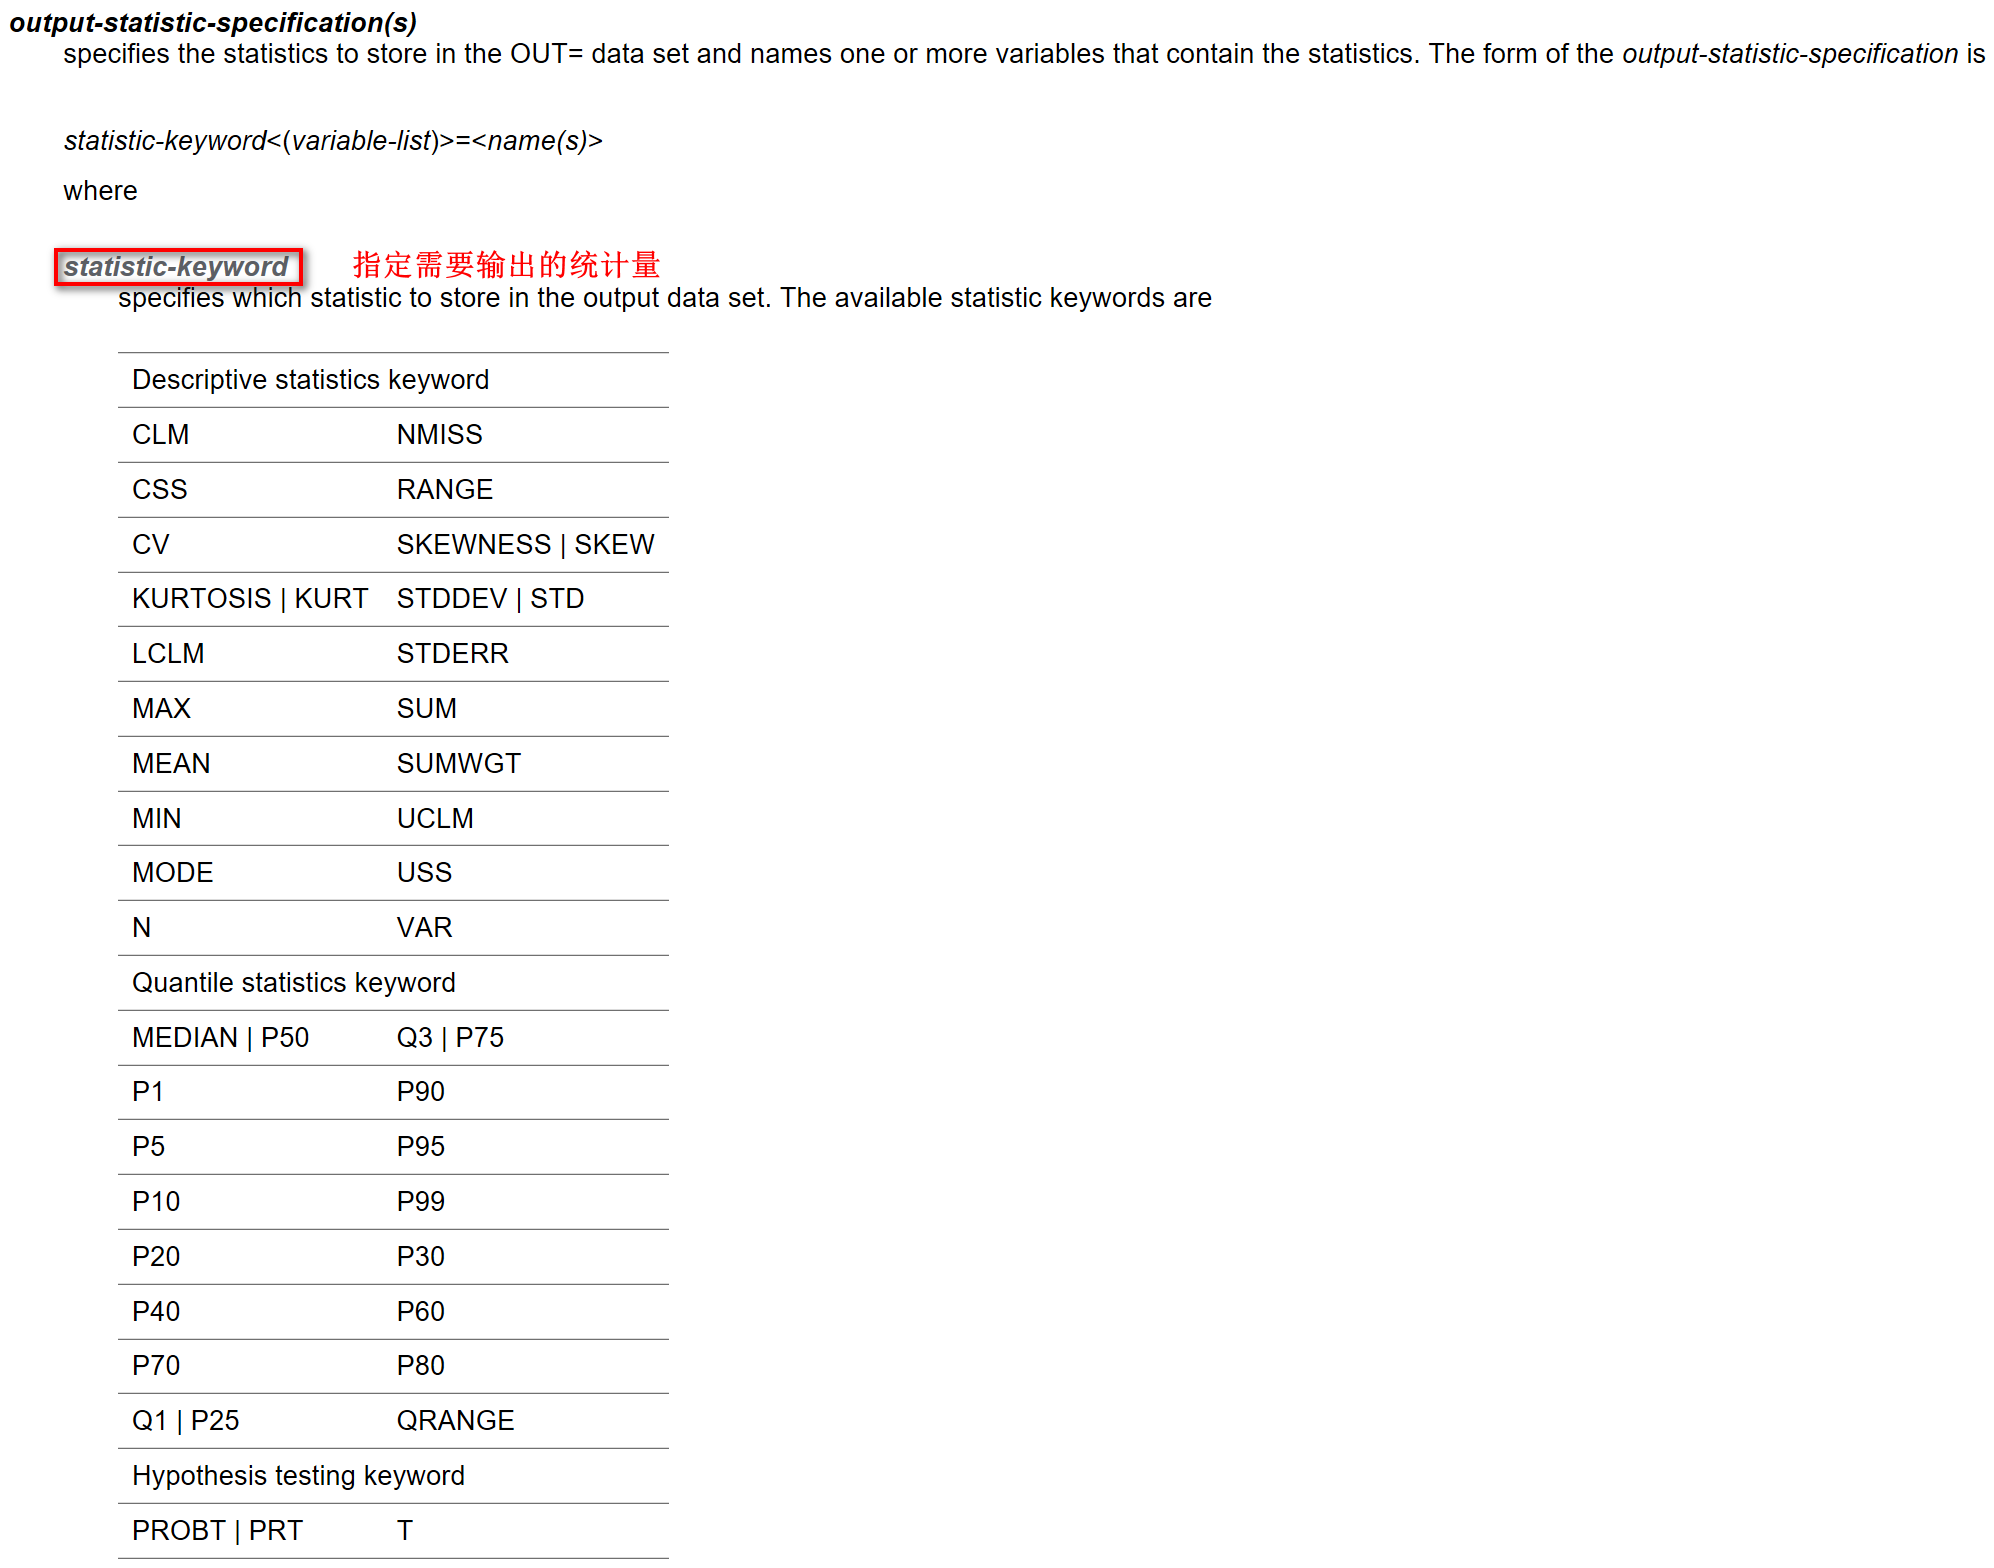 output-statistic-specification(s)
specifies the statistics to store in the OUT= data set and names one or more variables that contain the statistics. The form of the output-statistic-specification is
statistic-keyword<(variable-list)>=<name(s)>
where
statistic-keyword 指定需要输出的统计量
specifies which statistic to store in the output data set. The available statistic keywords are
Descriptive statistics keyword
CLM NMISS
CSS RANGE
CV SKEWNESS | SKEW
KURTOSIS | KURT STDDEV | STD
LCLM STDERR
MAX SUM
MEAN SUMWGT
MIN UCLM
MODE USS
N VAR
Quantile statistics keyword
MEDIAN | P50 Q3 | P75
P1 P90
P5 P95
P10 P99
P20 P30
P40 P60
P70 P80
Q1 | P25 QRANGE
Hypothesis testing keyword
PROBT | PRT T